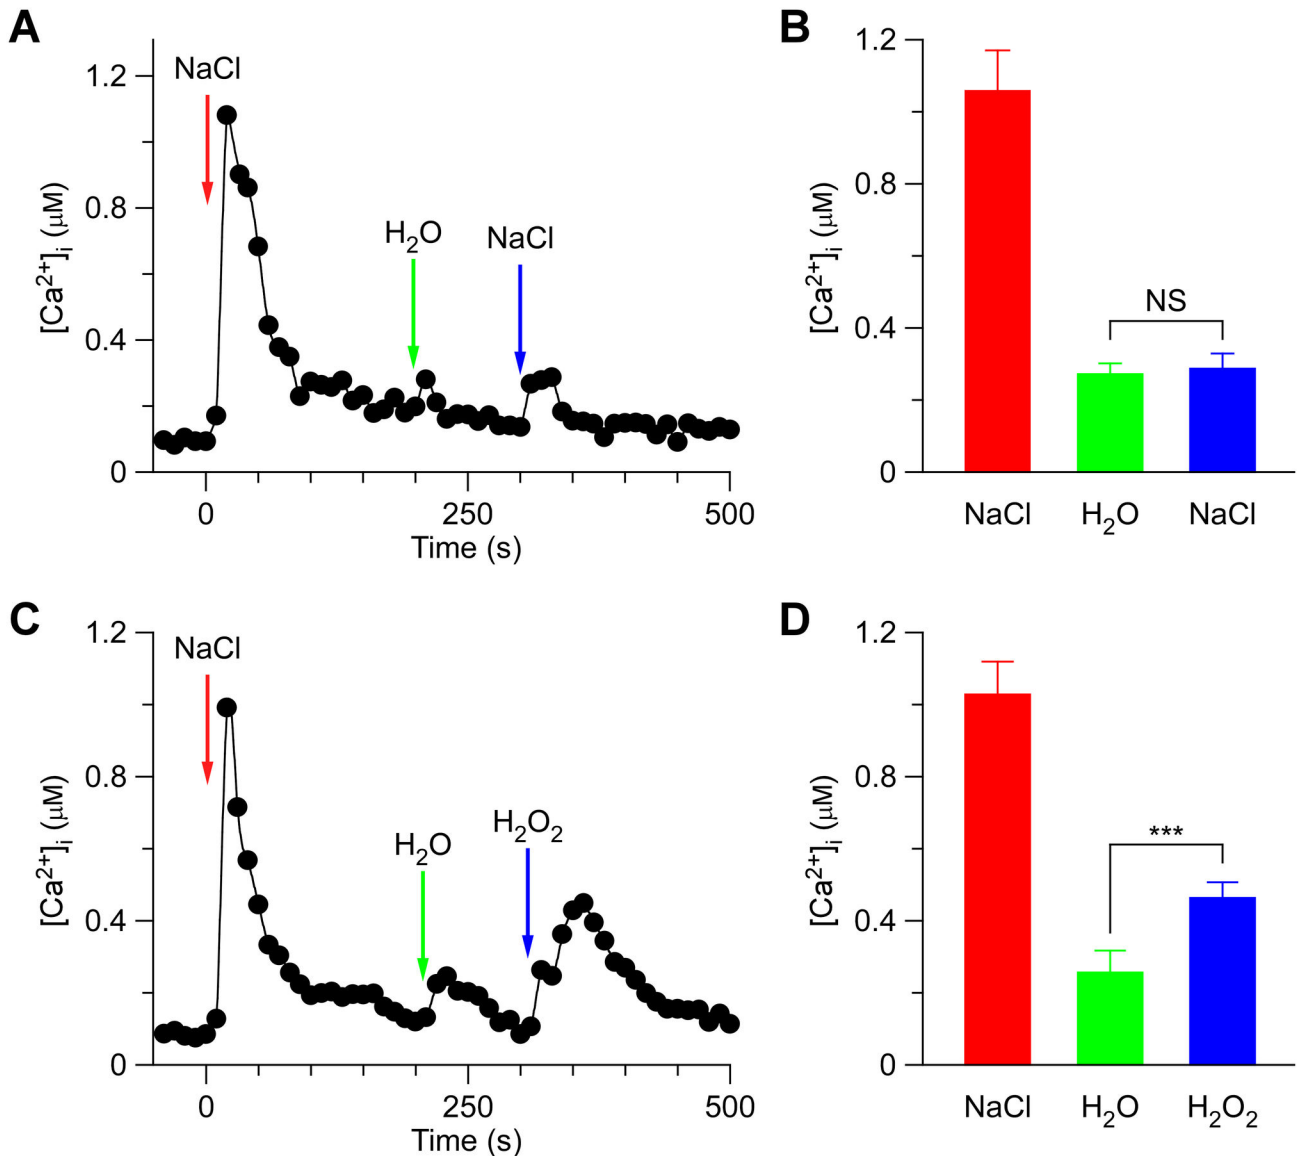 A
NaCl
H₂O
NaCl
[Ca²⁺]ᵢ (μM)
1.2
0.8
0.4
0
0
250
500
Time (s)
B
[Ca²⁺]ᵢ (μM)
1.2
0.8
0.4
0
NS
NaCl
H₂O
NaCl
C
NaCl
H₂O
H₂O₂
[Ca²⁺]ᵢ (μM)
1.2
0.8
0.4
0
0
250
500
Time (s)
D
[Ca²⁺]ᵢ (μM)
1.2
0.8
0.4
0
***
NaCl
H₂O
H₂O₂